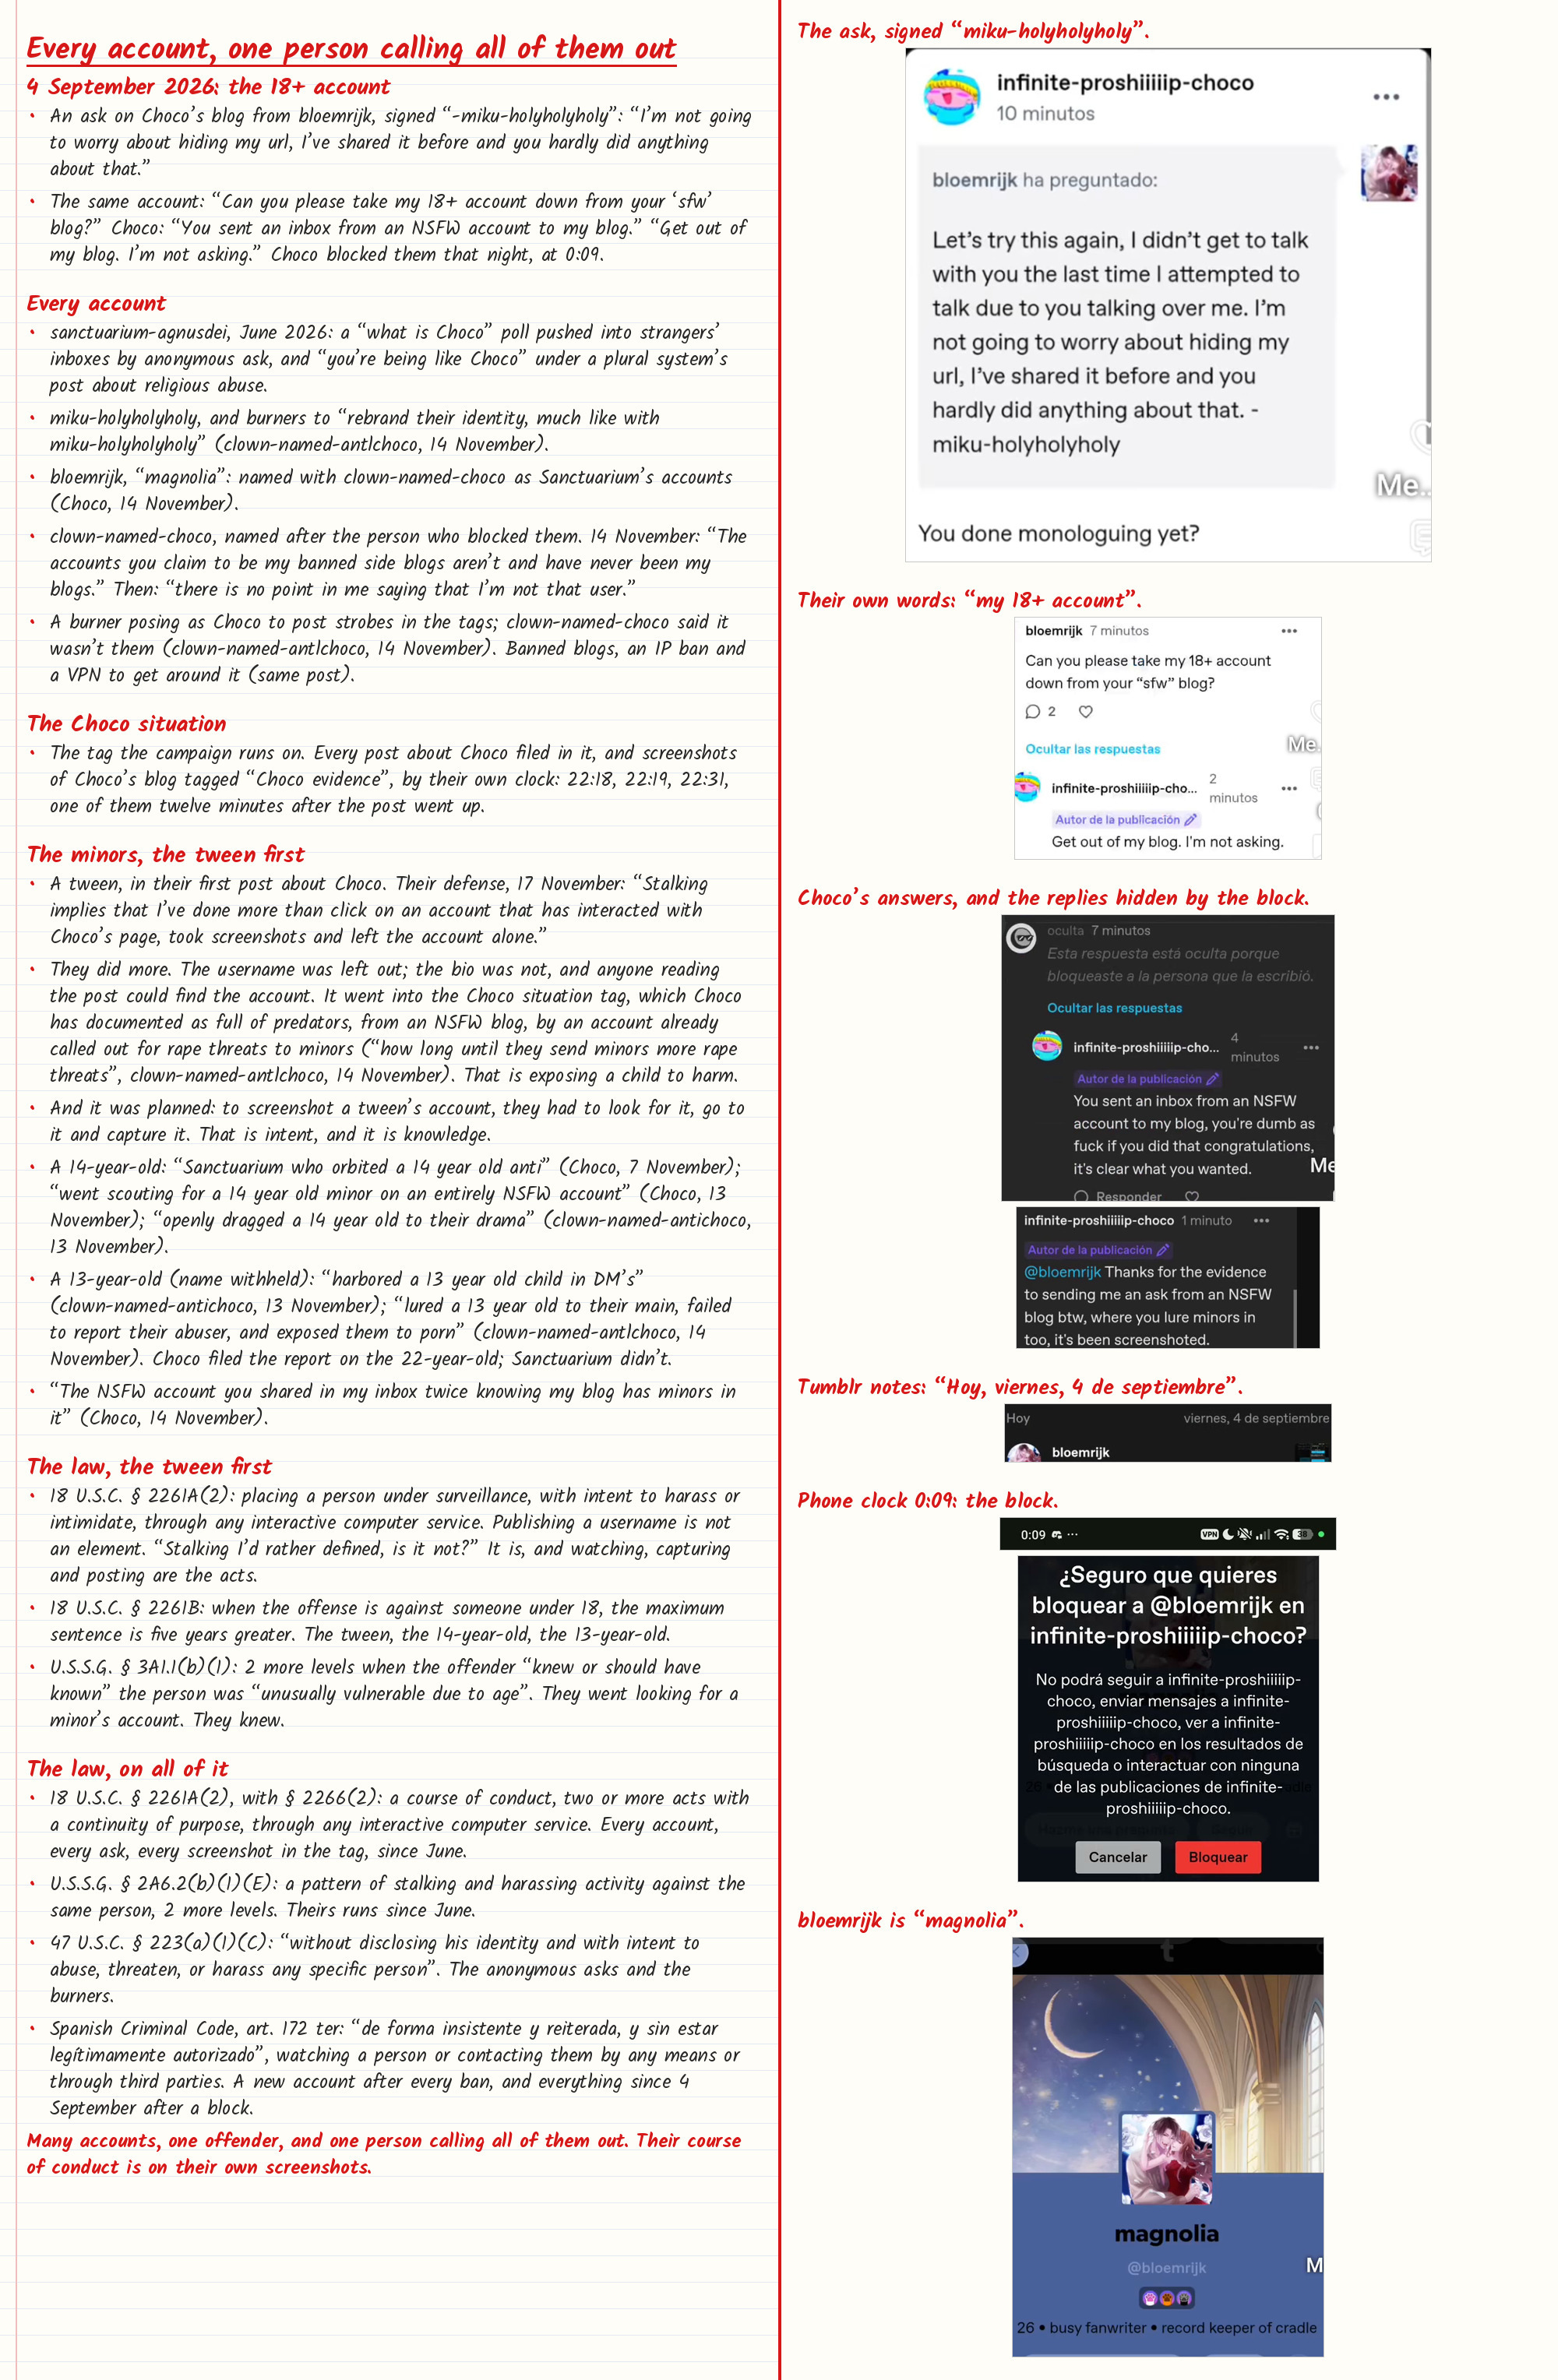 Every account, one person calling all of them out
4 September 2026: the 18+ account
• An ask on Choco's blog from bloemrijk, signed “-miku-holyholyholy”: “I'm not going
to worry about hiding my url, I've shared it before and you hardly did anything
about that.”
• The same account: “Can you please take my 18+ account down from your ‘sfw’
blog?” Choco: “You sent an inbox from an NSFW account to my blog.” “Get out of
my blog. I'm not asking.” Choco blocked them that night, at 0:09.
Every account
• sanctuarium-agnusdei, June 2026: a “what is Choco” poll pushed into strangers’
inboxes by anonymous ask, and “you're being like Choco” under a plural system's
post about religious abuse.
• miku-holyholyholy, and burners to “rebrand their identity, much like with
miku-holyholyholy” (clown-named-antlchoco, 14 November).
• bloemrijk, “magnolia”: named with clown-named-choco as Sanctuarium's accounts
(Choco, 14 November).
• clown-named-choco, named after the person who blocked them. 14 November: “The
accounts you claim to be my banned side blogs aren't and have never been my
blogs.” Then: “there is no point in me saying that I'm not that user.”
• A burner posing as Choco to post strobes in the tags; clown-named-choco said it
wasn't them (clown-named-antlchoco, 14 November). Banned blogs, an IP ban and
a VPN to get around it (same post).
The Choco situation
• The tag the campaign runs on. Every post about Choco filed in it, and screenshots
of Choco's blog tagged “Choco evidence”, by their own clock: 22:18, 22:19, 22:31,
one of them twelve minutes after the post went up.
The minors, the tween first
• A tween, in their first post about Choco. Their defense, 17 November: “Stalking
implies that I've done more than click on an account that has interacted with
Choco's page, took screenshots and left the account alone.”
• They did more. The username was left out; the bio was not, and anyone reading
the post could find the account. It went into the Choco situation tag, which Choco
has documented as full of predators, from an NSFW blog, by an account already
called out for rape threats to minors (“how long until they send minors more rape
threats”, clown-named-antlchoco, 14 November). That is exposing a child to harm.
• And it was planned: to screenshot a tween's account, they had to look for it, go to
it and capture it. That is intent, and it is knowledge.
• A 14-year-old: “Sanctuarium who orbited a 14 year old anti” (Choco, 7 November);
“went scouting for a 14 year old minor on an entirely NSFW account” (Choco, 13
November); “openly dragged a 14 year old to their drama” (clown-named-antichoco,
13 November).
• A 13-year-old (name withheld): “harbored a 13 year old child in DM's”
(clown-named-antichoco, 13 November); “lured a 13 year old to their main, failed
to report their abuser, and exposed them to porn” (clown-named-antlchoco, 14
November). Choco filed the report on the 22-year-old; Sanctuarium didn't.
• “The NSFW account you shared in my inbox twice knowing my blog has minors in
it” (Choco, 14 November).
The law, the tween first
• 18 U.S.C. § 2261A(2): placing a person under surveillance, with intent to harass or
intimidate, through any interactive computer service. Publishing a username is not
an element. “Stalking I'd rather defined, is it not?” It is, and watching, capturing
and posting are the acts.
• 18 U.S.C. § 2261B: when the offense is against someone under 18, the maximum
sentence is five years greater. The tween, the 14-year-old, the 13-year-old.
• U.S.S.G. § 3A1.1(b)(1): 2 more levels when the offender “knew or should have
known” the person was “unusually vulnerable due to age”. They went looking for a
minor's account. They knew.
The law, on all of it
• 18 U.S.C. § 2261A(2), with § 2266(2): a course of conduct, two or more acts with
a continuity of purpose, through any interactive computer service. Every account,
every ask, every screenshot in the tag, since June.
• U.S.S.G. § 2A6.2(b)(1)(E): a pattern of stalking and harassing activity against the
same person, 2 more levels. Theirs runs since June.
• 47 U.S.C. § 223(a)(1)(C): “without disclosing his identity and with intent to
abuse, threaten, or harass any specific person”. The anonymous asks and the
burners.
• Spanish Criminal Code, art. 172 ter: “de forma insistente y reiterada, y sin estar
legítimamente autorizado”, watching a person or contacting them by any means or
through third parties. A new account after every ban, and everything since 4
September after a block.
Many accounts, one offender, and one person calling all of them out. Their course
of conduct is on their own screenshots.
The ask, signed “miku-holyholyholy”.
infinite-proshiiiiip-choco
10 minutos
bloemrijk ha preguntado:
Let's try this again, I didn't get to talk
with you the last time I attempted to
talk due to you talking over me. I'm
not going to worry about hiding my
url, I've shared it before and you
hardly did anything about that. -
miku-holyholyholy
Me...
You done monologuing yet?
Their own words: “my 18+ account”.
bloemrijk 7 minutos
Can you please take my 18+ account
down from your “sfw” blog?
2
Ocultar las respuestas
Me.
infinite-proshiiiiip-cho... 2
minutos
Autor de la publicación
Get out of my blog. I'm not asking.
Choco's answers, and the replies hidden by the block.
oculta 7 minutos
Esta respuesta está oculta porque
bloqueaste a la persona que la escribió.
Ocultar las respuestas
infinite-proshiiiiip-cho... 4
minutos
Autor de la publicación
You sent an inbox from an NSFW
account to my blog, you're dumb as
fuck if you did that congratulations,
it's clear what you wanted.
Me
Responder
infinite-proshiiiiip-choco 1 minuto
Autor de la publicación
@bloemrijk Thanks for the evidence
to sending me an ask from an NSFW
blog btw, where you lure minors in
too, it's been screenshoted.
Tumblr notes: “Hoy, viernes, 4 de septiembre”.
Hoy viernes, 4 de septiembre
bloemrijk
Phone clock 0:09: the block.
0:09 VPN 38
¿Seguro que quieres
bloquear a @bloemrijk en
infinite-proshiiiiip-choco?
No podrá seguir a infinite-proshiiiiip-
choco, enviar mensajes a infinite-
proshiiiiip-choco, ver a infinite-
proshiiiiip-choco en los resultados de
búsqueda o interactuar con ninguna
de las publicaciones de infinite-
proshiiiiip-choco.
Cancelar Bloquear
bloemrijk is “magnolia”.
magnolia
@bloemrijk
M
26 • busy fanwriter • record keeper of cradle